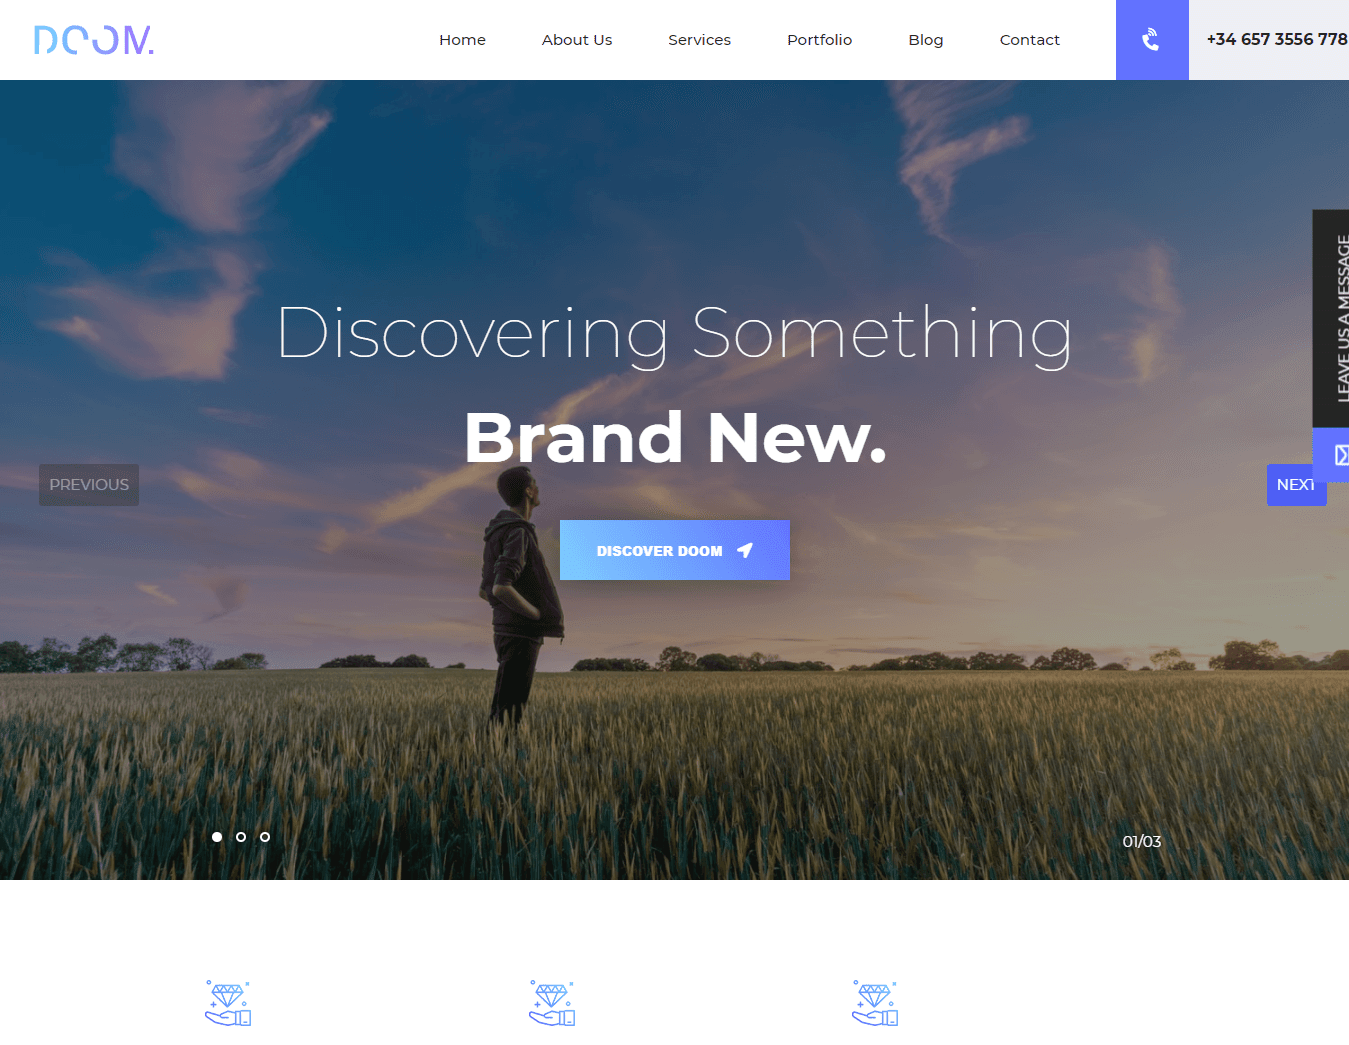 DOOM.
Home About Us Services Portfolio Blog Contact
+34 657 3556 778
LEAVE US A MESSAGE
Discovering Something
Brand New.
PREVIOUS
NEXT
DISCOVER DOOM
01/03